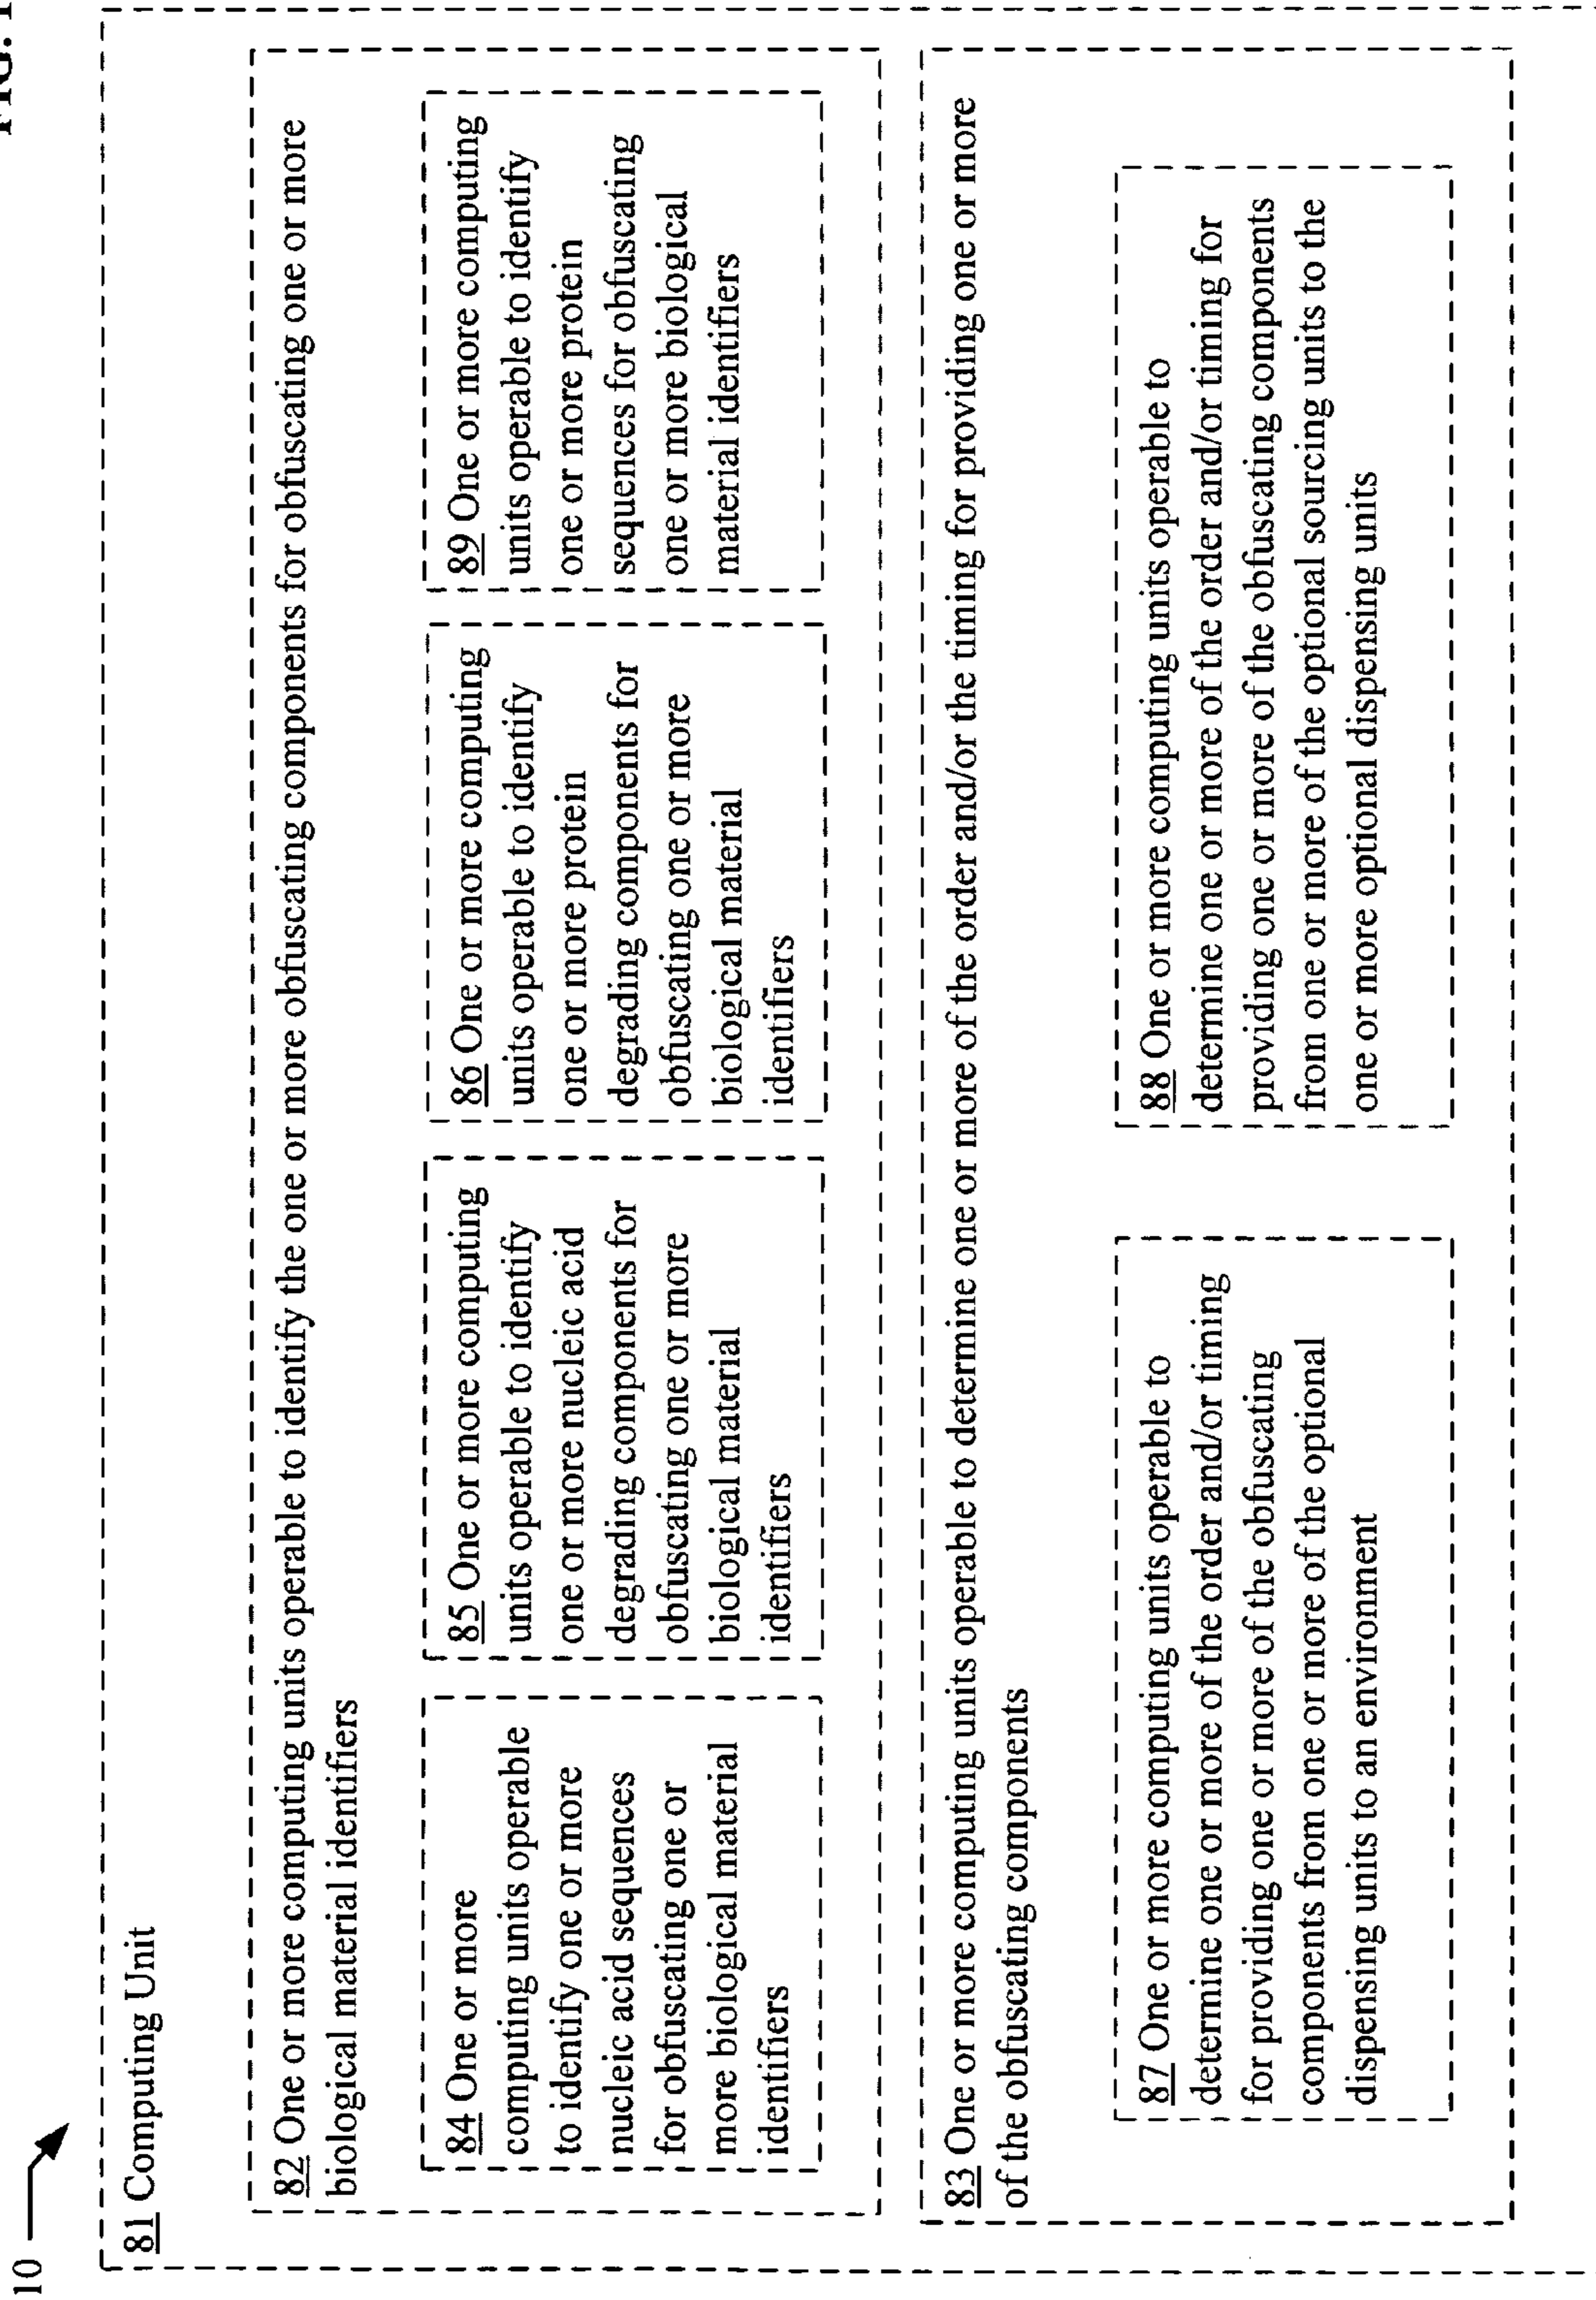 10
FIG.
81 Computing Unit
82 One or more computing units operable to identify the one or more obfuscating components for obfuscating one or more
biological material identifiers
84 One or more
computing units operable
to identify one or more
nucleic acid sequences
for obfuscating one or
more biological material
identifiers
85 One or more computing
units operable to identify
one or more nucleic acid
degrading components for
obfuscating one or more
biological material
identifiers
86 One or more computing
units operable to identify
one or more protein
degrading components for
obfuscating one or more
biological material
identifiers
89 One or more computing
units operable to identify
one or more protein
sequences for obfuscating
one or more biological
material identifiers
83 One or more computing units operable to determine one or more of the order and/or the timing for providing one or more
of the obfuscating components
87 One or more computing units operable to
determine one or more of the order and/or timing
for providing one or more of the obfuscating
components from one or more of the optional
dispensing units to an environment
88 One or more computing units operable to
determine one or more of the order and/or timing for
providing one or more of the obfuscating components
from one or more of the optional sourcing units to the
one or more optional dispensing units